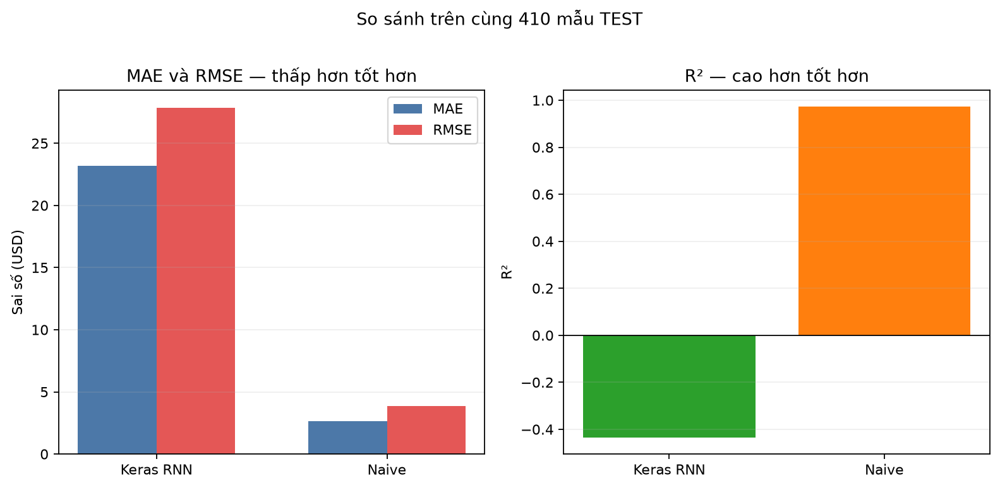 So sánh trên cùng 410 mẫu TEST
MAE và RMSE — thấp hơn tốt hơn
MAE
RMSE
Sai số (USD)
25
20
15
10
5
0
Keras RNN
Naive
R² — cao hơn tốt hơn
R²
1.0
0.8
0.6
0.4
0.2
0.0
−0.2
−0.4
Keras RNN
Naive